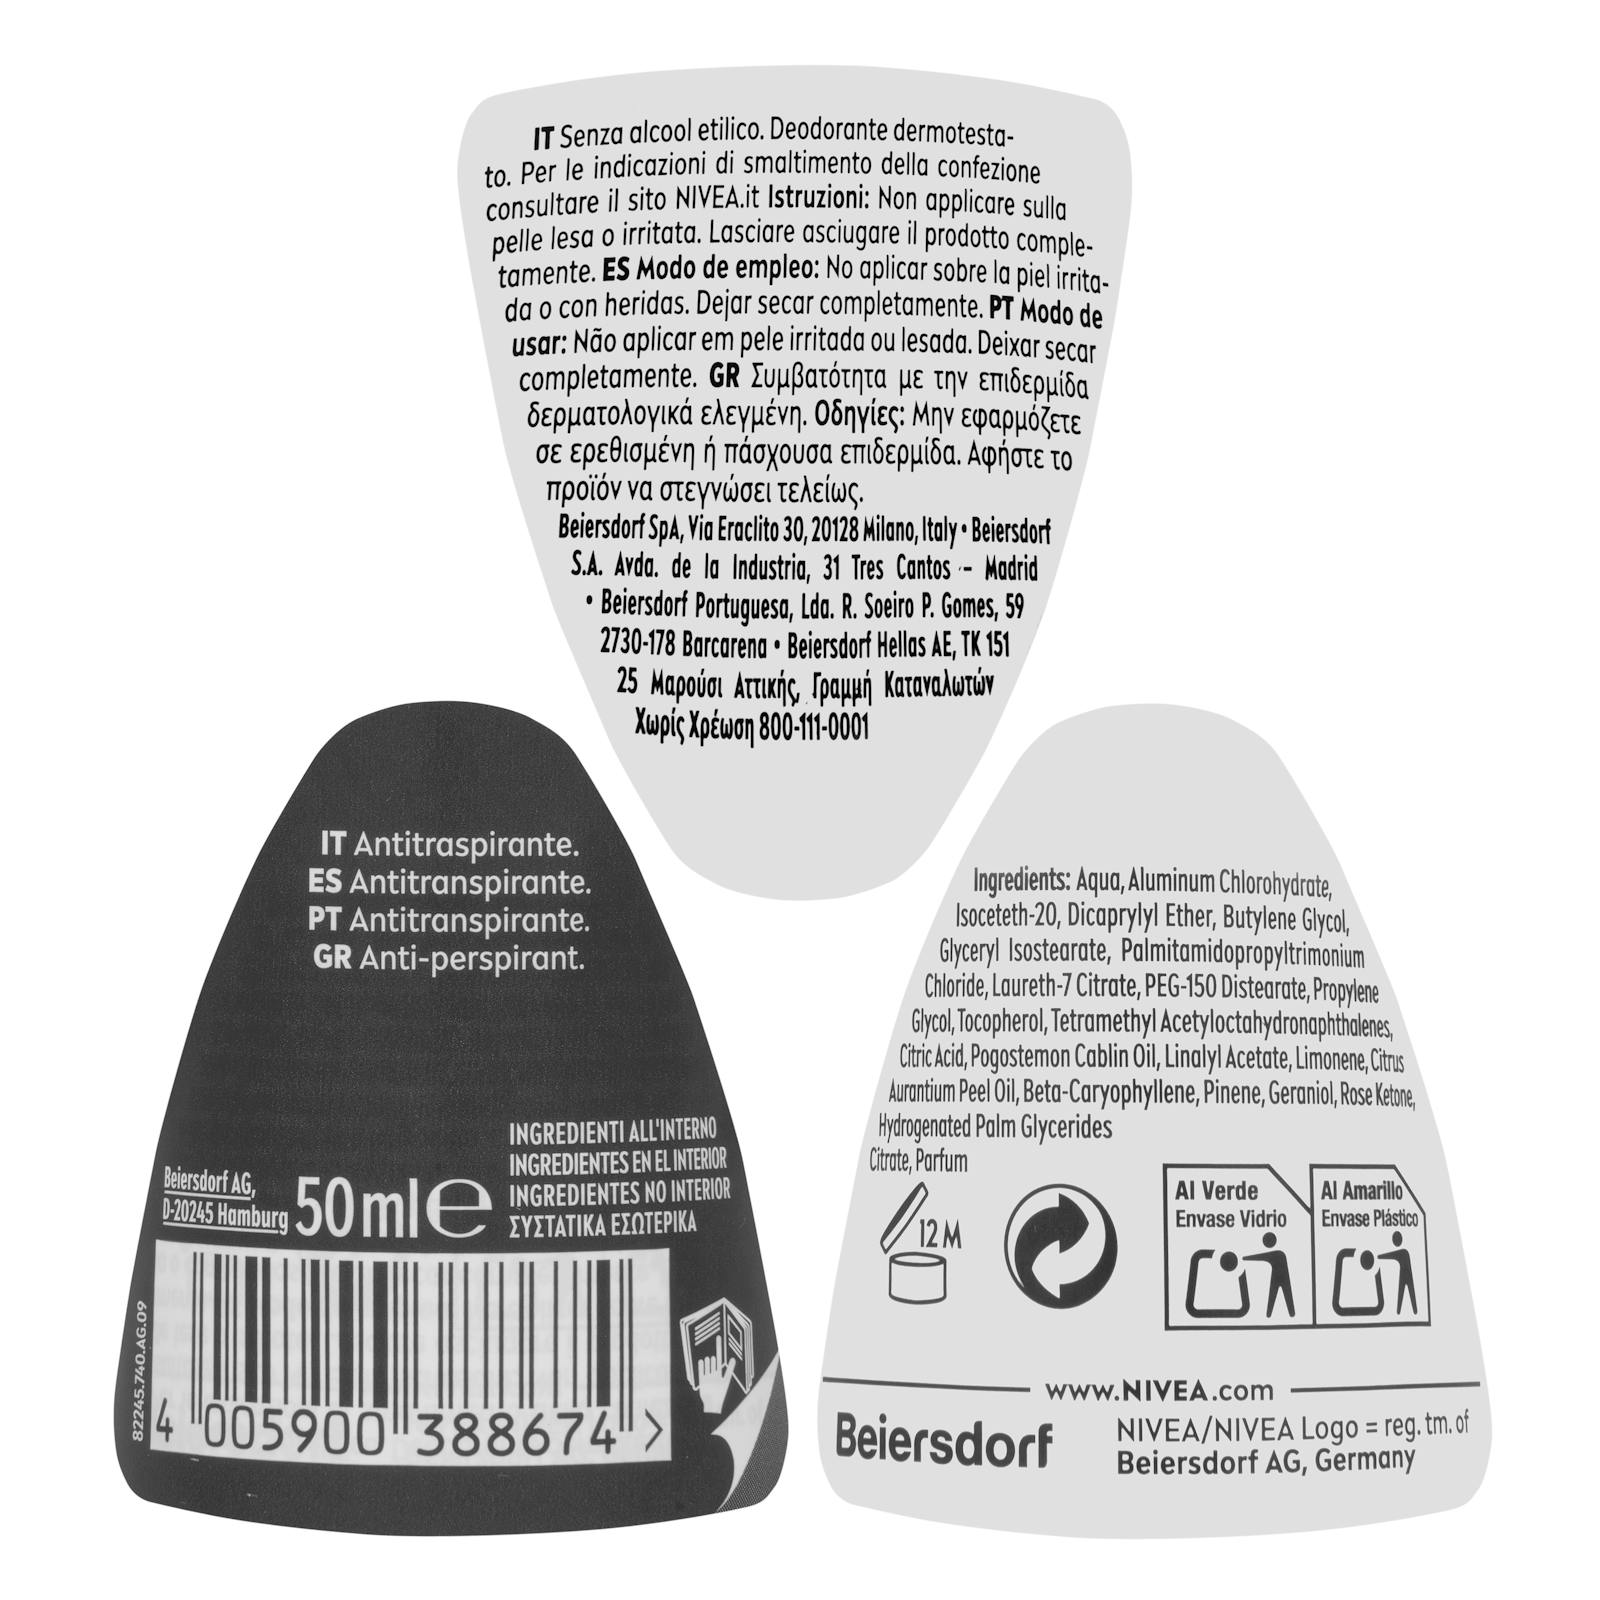 IT Senza alcool etilico. Deodorante dermotesta-
to. Per le indicazioni di smaltimento della confezione
consultare il sito NIVEA.it Istruzioni: Non applicare sulla
pelle lesa o irritata. Lasciare asciugare il prodotto comple-
tamente. ES Modo de empleo: No aplicar sobre la piel irrita-
da o con heridas. Dejar secar completamente. PT Modo de
usar: Não aplicar em pele irritada ou lesada. Deixar secar
completamente. GR Συμβατότητα με την επιδερμίδα
δερματολογικά ελεγμένη. Οδηγίες: Μην εφαρμόζετε
σε ερεθισμένη ή πάσχουσα επιδερμίδα. Αφήστε το
προϊόν να στεγνώσει τελείως.
Beiersdorf SpA, Via Eraclito 30, 20128 Milano, Italy • Beiersdorf
S.A. Avda. de la Industria, 31 Tres Cantos - Madrid
• Beiersdorf Portuguesa, Lda. R. Soeiro P. Gomes, 59
2730-178 Barcarena • Beiersdorf Hellas AE, TK 151
25 Μαρούσι Αττικής, Γραμμή Καταναλωτών
Χωρίς Χρέωση 800-111-0001
IT Antitraspirante.
ES Antitranspirante.
PT Antitranspirante.
GR Anti-perspirant.
INGREDIENTI ALL'INTERNO
INGREDIENTES EN EL INTERIOR
INGREDIENTES NO INTERIOR
ΣΥΣΤΑΤΙΚΑ ΕΣΩΤΕΡΙΚΑ
Beiersdorf AG,
D-20245 Hamburg
50 ml ℮
82245.740.AG.09
4 005900 388674 >
Ingredients: Aqua, Aluminum Chlorohydrate,
Isoceteth-20, Dicaprylyl Ether, Butylene Glycol,
Glyceryl Isostearate, Palmitamidopropyltrimonium
Chloride, Laureth-7 Citrate, PEG-150 Distearate, Propylene
Glycol, Tocopherol, Tetramethyl Acetyloctahydronaphthalenes,
Citric Acid, Pogostemon Cablin Oil, Linalyl Acetate, Limonene, Citrus
Aurantium Peel Oil, Beta-Caryophyllene, Pinene, Geraniol, Rose Ketone,
Hydrogenated Palm Glycerides
Citrate, Parfum
12 M
Al Verde
Envase Vidrio
Al Amarillo
Envase Plástico
www.NIVEA.com
Beiersdorf
NIVEA/NIVEA Logo = reg. tm. of
Beiersdorf AG, Germany